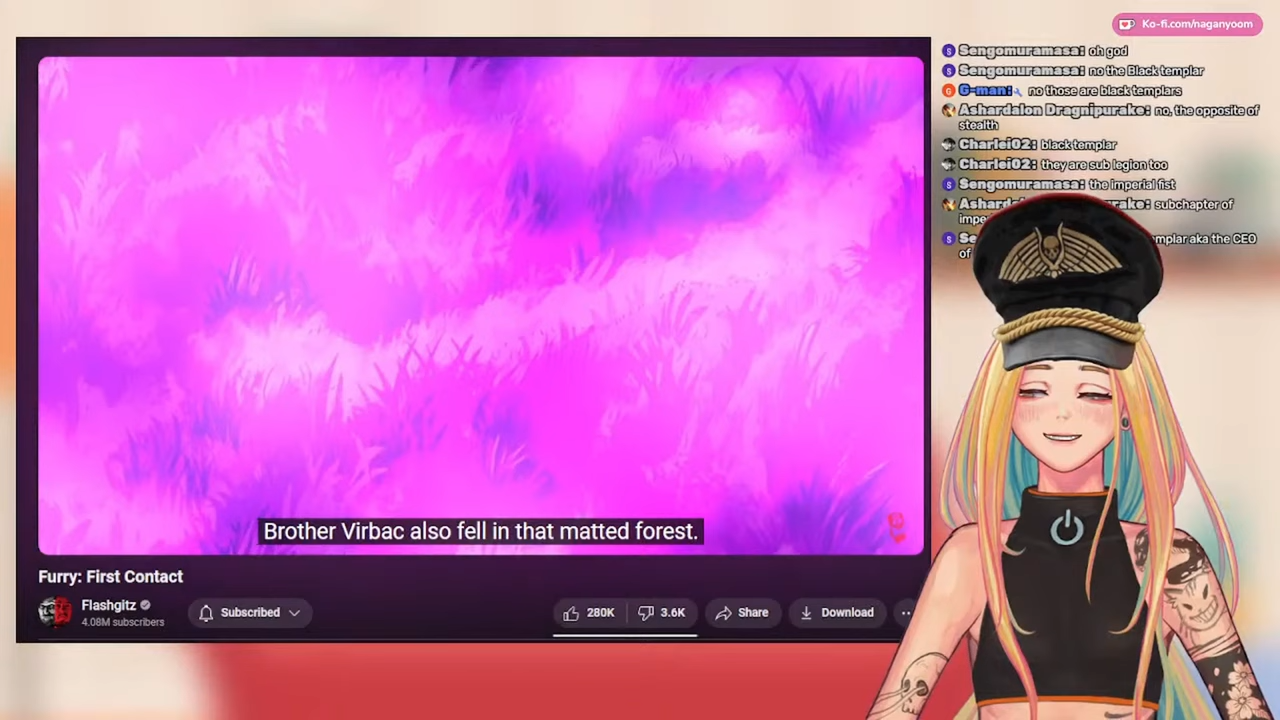 Ko-fi.com/naganyoom
Sengomuramasa: oh god
Sengomuramasa: no the Black templar
G-man: no those are black templars
Ashardalon Dragnipurake: no, the opposite of
stealth
Charlei02: black templar
Charlei02: they are sub legion too
Sengomuramasa: the imperial fist
rake: subchapter of
mplar aka the CEO
of
Brother Virbac also fell in that matted forest.
Furry: First Contact
Flashgitz
4.08M subscribers
Subscribed
280K
3.6K
Share
Download